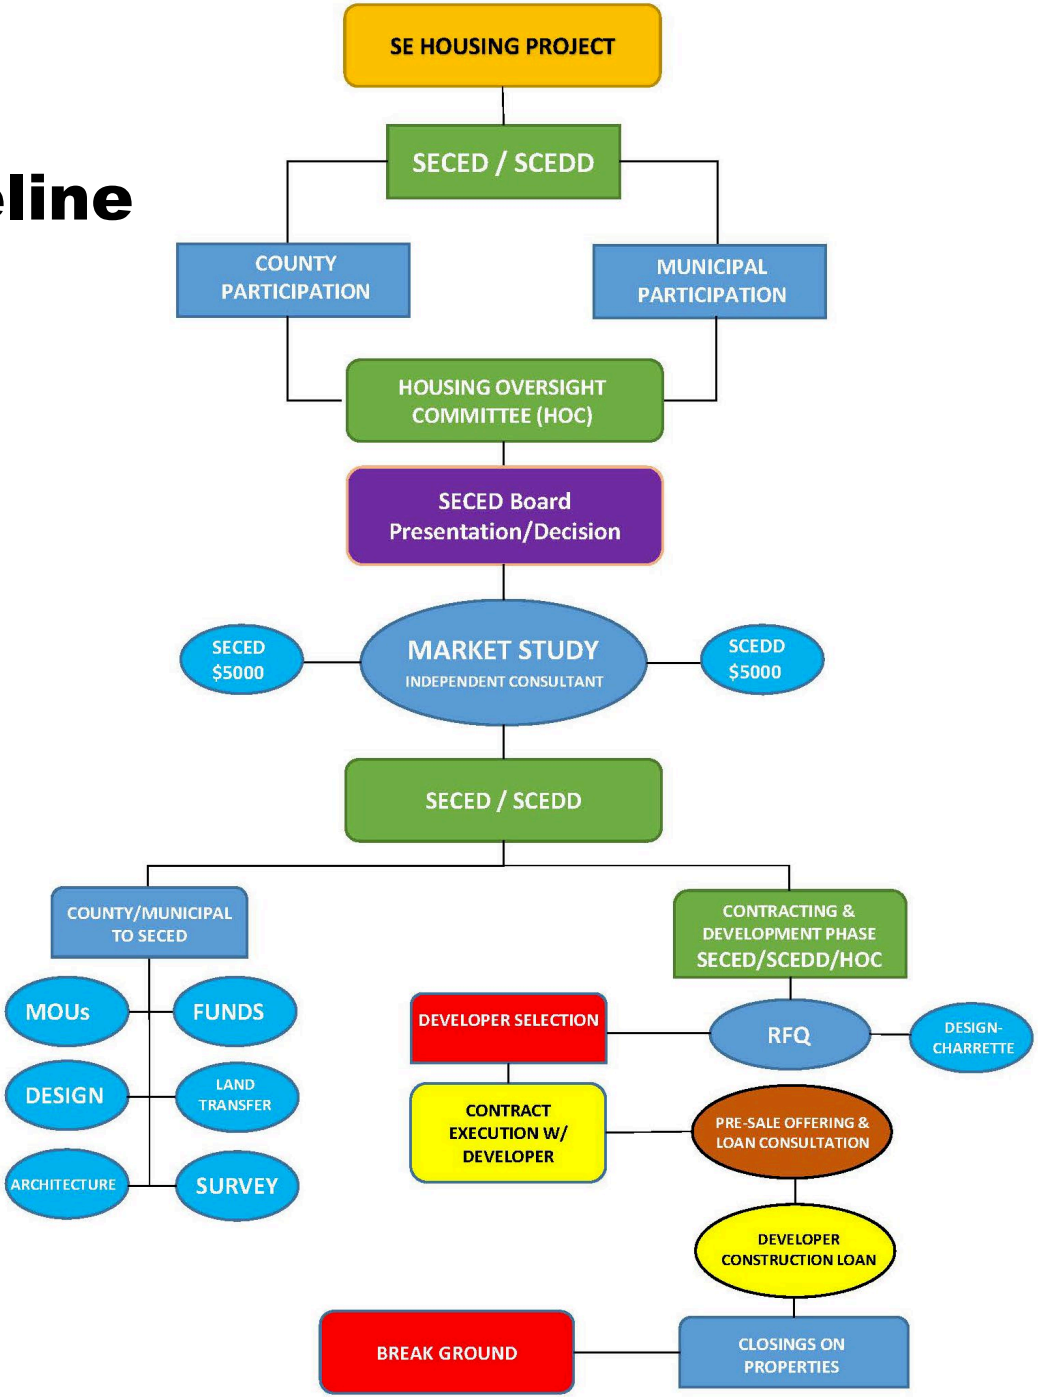 SE HOUSING PROJECT
SECED / SCEDD
eline
COUNTY
PARTICIPATION
MUNICIPAL
PARTICIPATION
HOUSING OVERSIGHT
COMMITTEE (HOC)
SECED Board
Presentation/Decision
SECED
$5000
MARKET STUDY
INDEPENDENT CONSULTANT
SCEDD
$5000
SECED / SCEDD
COUNTY/MUNICIPAL
TO SECED
MOUs
FUNDS
DESIGN
LAND
TRANSFER
ARCHITECTURE
SURVEY
CONTRACTING &
DEVELOPMENT PHASE
SECED/SCEDD/HOC
DEVELOPER SELECTION
RFQ
DESIGN-
CHARRETTE
CONTRACT
EXECUTION W/
DEVELOPER
PRE-SALE OFFERING &
LOAN CONSULTATION
DEVELOPER
CONSTRUCTION LOAN
BREAK GROUND
CLOSINGS ON
PROPERTIES